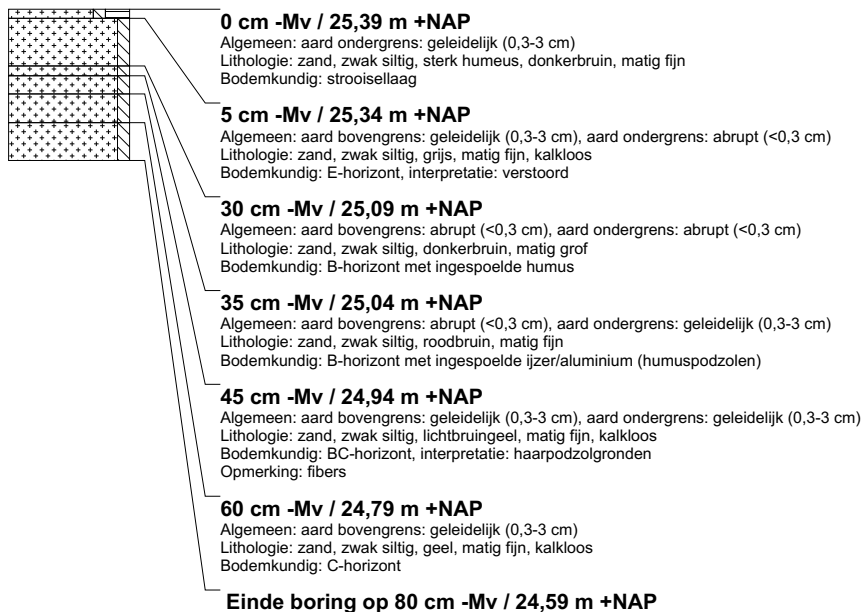 0 cm -Mv / 25,39 m +NAP
Algemeen: aard ondergrens: geleidelijk (0,3-3 cm)
Lithologie: zand, zwak siltig, sterk humeus, donkerbruin, matig fijn
Bodemkundig: strooisellaag
5 cm -Mv / 25,34 m +NAP
Algemeen: aard bovengrens: geleidelijk (0,3-3 cm), aard ondergrens: abrupt (<0,3 cm)
Lithologie: zand, zwak siltig, grijs, matig fijn, kalkloos
Bodemkundig: E-horizont, interpretatie: verstoord
30 cm -Mv / 25,09 m +NAP
Algemeen: aard bovengrens: abrupt (<0,3 cm), aard ondergrens: abrupt (<0,3 cm)
Lithologie: zand, zwak siltig, donkerbruin, matig grof
Bodemkundig: B-horizont met ingespoelde humus
35 cm -Mv / 25,04 m +NAP
Algemeen: aard bovengrens: abrupt (<0,3 cm), aard ondergrens: geleidelijk (0,3-3 cm)
Lithologie: zand, zwak siltig, roodbruin, matig fijn
Bodemkundig: B-horizont met ingespoelde ijzer/aluminium (humuspodzolen)
45 cm -Mv / 24,94 m +NAP
Algemeen: aard bovengrens: geleidelijk (0,3-3 cm), aard ondergrens: geleidelijk (0,3-3 cm)
Lithologie: zand, zwak siltig, lichtbruingeel, matig fijn, kalkloos
Bodemkundig: BC-horizont, interpretatie: haarpodzolgronden
Opmerking: fibers
60 cm -Mv / 24,79 m +NAP
Algemeen: aard bovengrens: geleidelijk (0,3-3 cm)
Lithologie: zand, zwak siltig, geel, matig fijn, kalkloos
Bodemkundig: C-horizont
Einde boring op 80 cm -Mv / 24,59 m +NAP